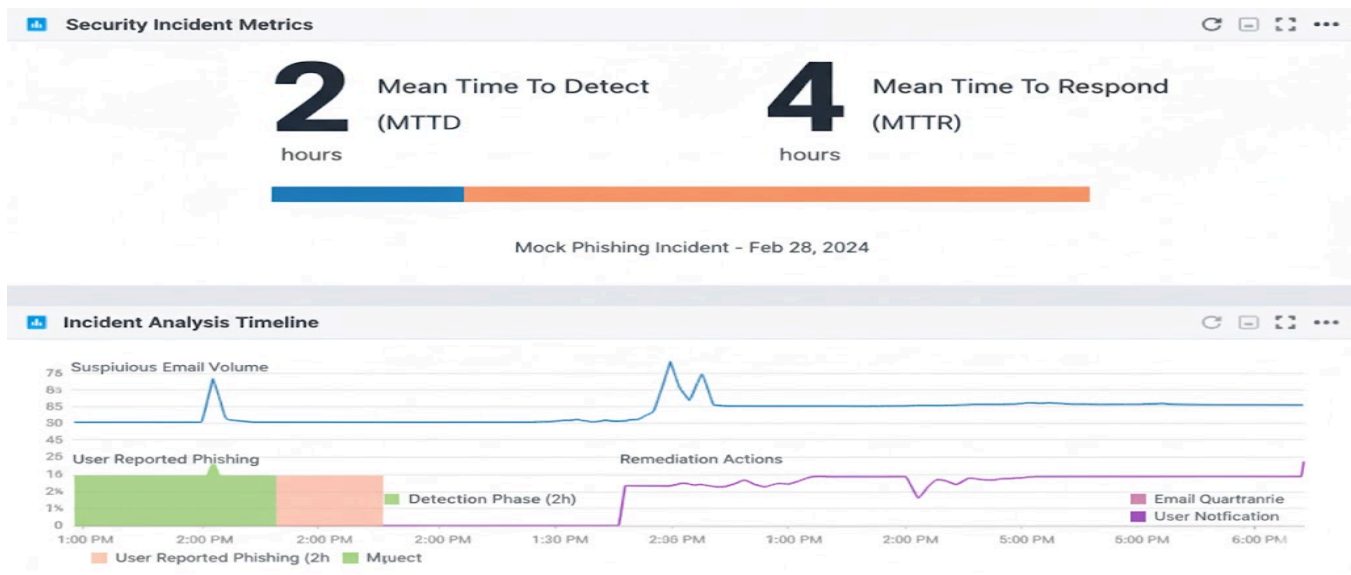 Security Incident Metrics
2
hours
Mean Time To Detect
(MTTD
4
hours
Mean Time To Respond
(MTTR)
Mock Phishing Incident - Feb 28, 2024
Incident Analysis Timeline
Suspiuious Email Volume
75
65
30
45
25
16
2%
1%
0
User Reported Phishing
Remediation Actions
Detection Phase (2h)
Email Quartranrie
User Notfication
1:00 PM 2:00 PM 2:00 PM 2:00 PM 1:30 PM 2:06 PM 1:00 PM 2:00 PM 5:00 PM 5:00 PM 6:00 PM
User Reported Phishing (2h